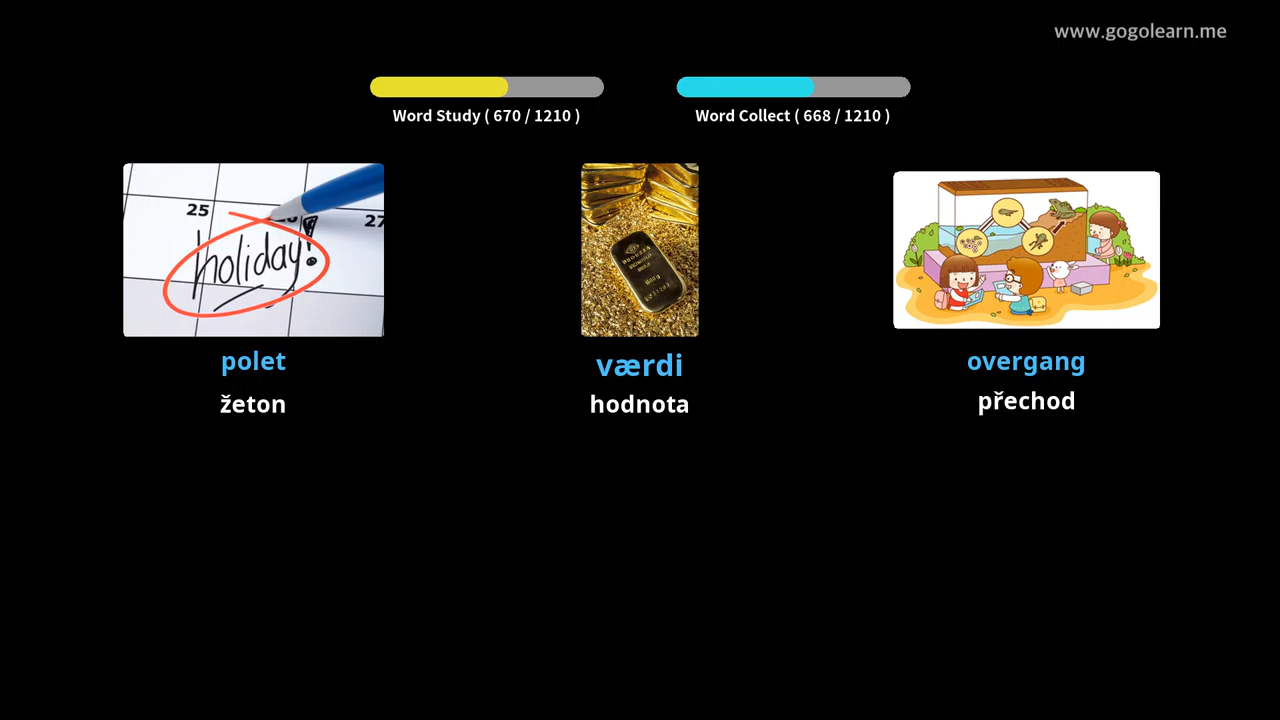 www.gogolearn.me
Word Study ( 670 / 1210 )
Word Collect ( 668 / 1210 )
25
27
holiday!
polet
værdi
overgang
žeton
hodnota
přechod